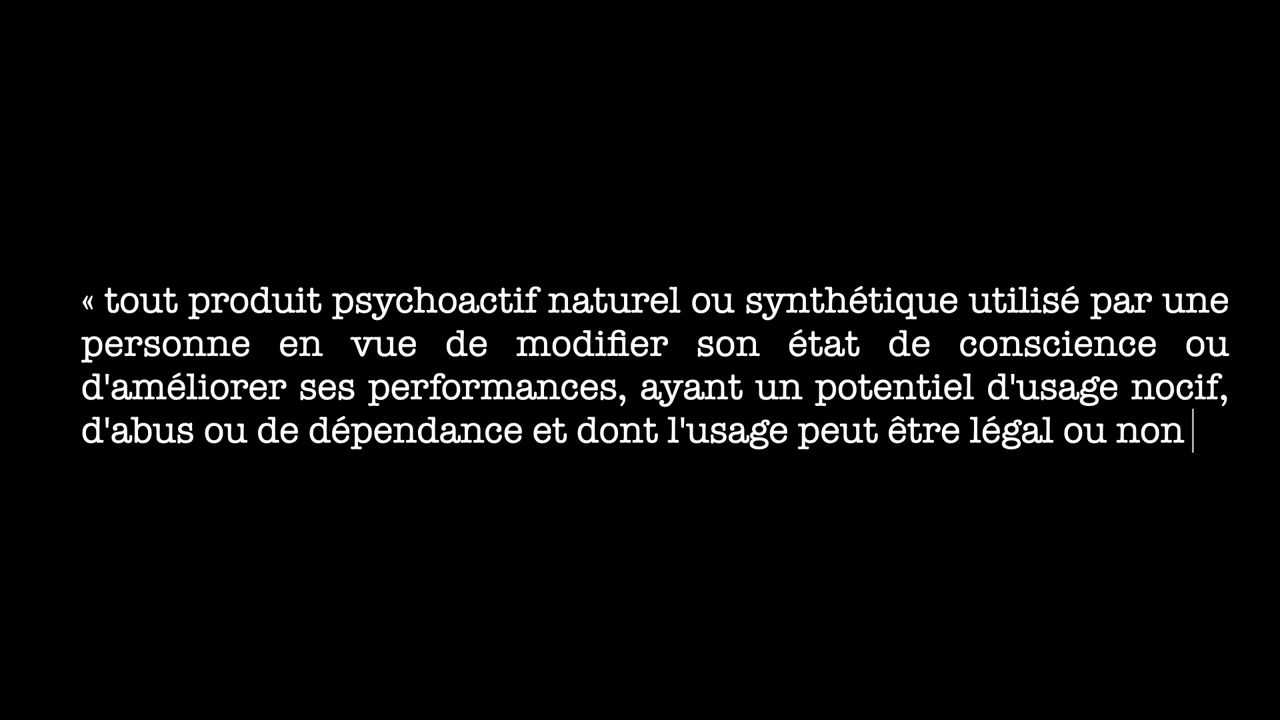 « tout produit psychoactif naturel ou synthétique utilisé par une
personne en vue de modifier son état de conscience ou
d'améliorer ses performances, ayant un potentiel d'usage nocif,
d'abus ou de dépendance et dont l'usage peut être légal ou non